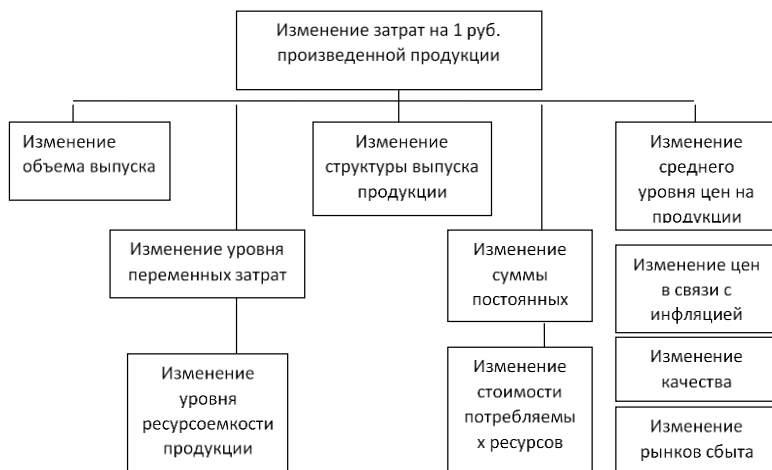 Изменение затрат на 1 руб.
произведенной продукции
Изменение
объема выпуска
Изменение
структуры выпуска
продукции
Изменение
среднего
уровня цен на
продукции
Изменение уровня
переменных затрат
Изменение
суммы
постоянных
Изменение цен
в связи с
инфляцией
Изменение
уровня
ресурсоемкости
продукции
Изменение
стоимости
потребляемы
х ресурсов
Изменение
качества
Изменение
рынков сбыта